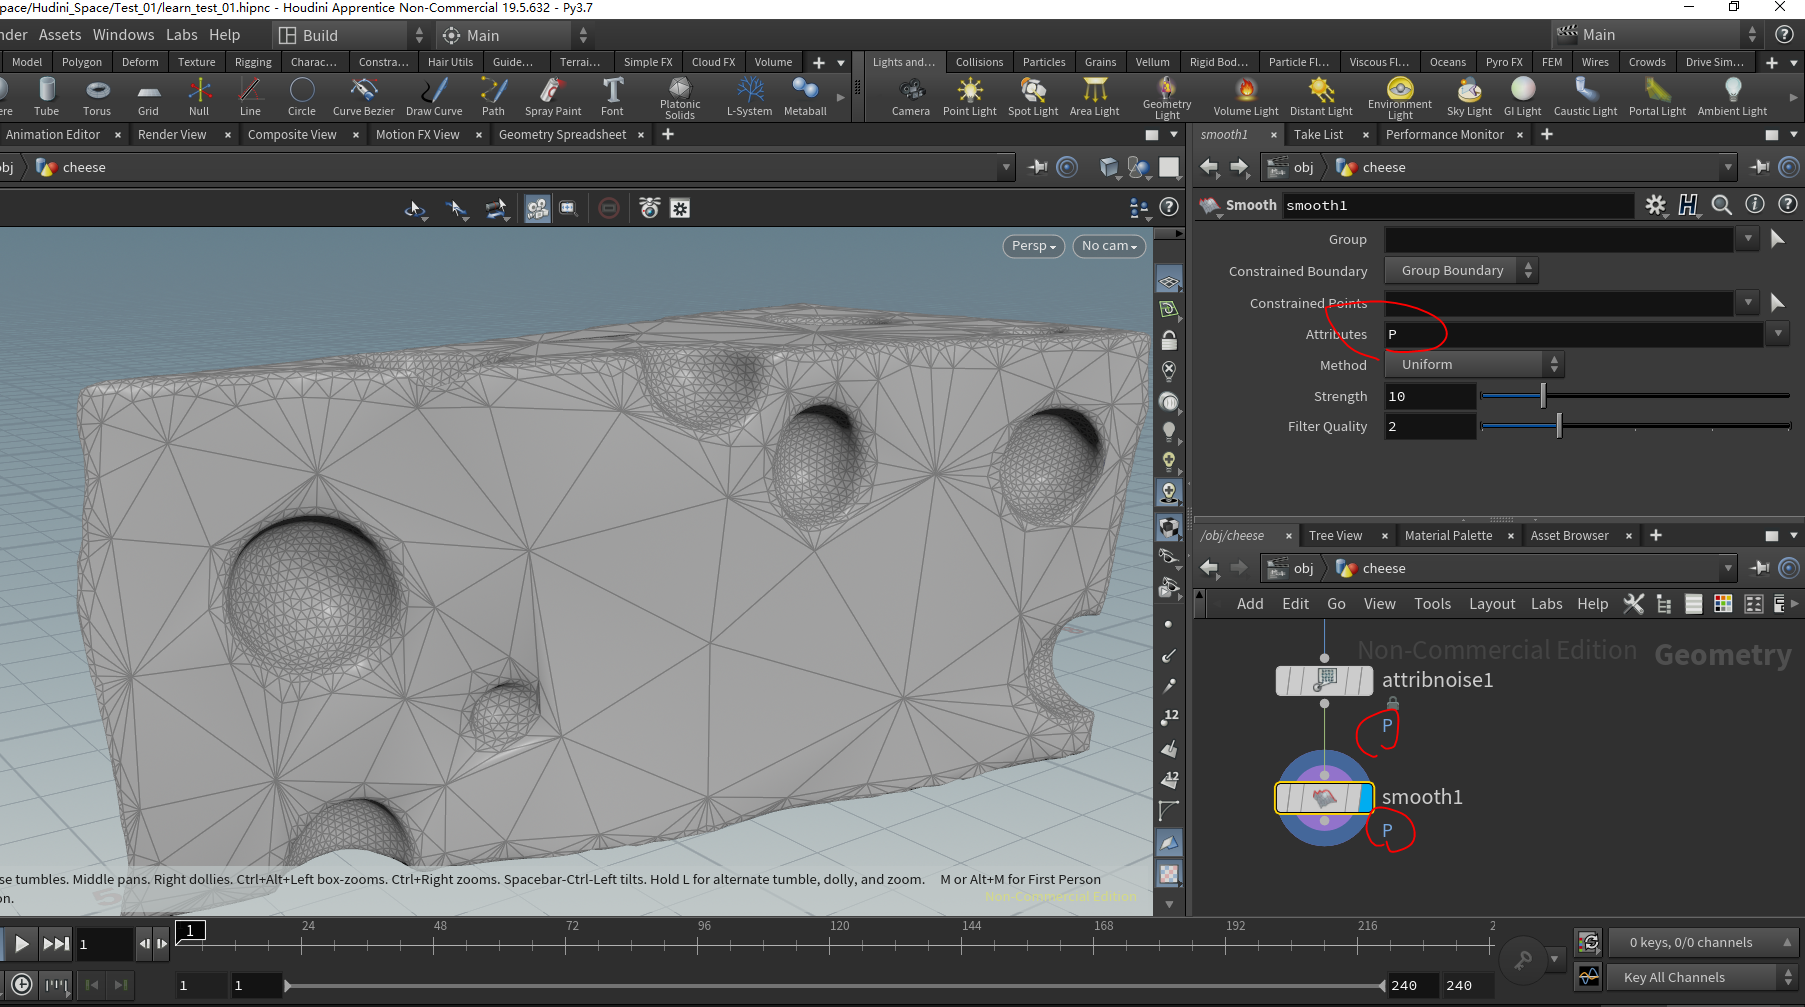 pace/Hudini_Space/Test_01/learn_test_01.hipnc - Houdini Apprentice Non-Commercial 19.5.632 - Py3.7
nder Assets Windows Labs Help Build Main Main
Model Polygon Deform Texture Rigging Charac... Constra... Hair Utils Guide... Terrai... Simple FX Cloud FX Volume
Lights and... Collisions Particles Grains Vellum Rigid Bod... Particle Fl... Viscous Fl... Oceans Pyro FX FEM Wires Crowds Drive Sim...
ere Tube Torus Grid Null Line Circle Curve Bezier Draw Curve Path Spray Paint Font Platonic Solids L-System Metaball
Camera Point Light Spot Light Area Light Geometry Light Volume Light Distant Light Environment Light Sky Light GI Light Caustic Light Portal Light Ambient Light
Animation Editor Render View Composite View Motion FX View Geometry Spreadsheet
obj cheese
Persp No cam
smooth1 Take List Performance Monitor
obj cheese
Smooth smooth1
Group
Constrained Boundary Group Boundary
Constrained Points
Attributes P
Method Uniform
Strength 10
Filter Quality 2
/obj/cheese Tree View Material Palette Asset Browser
obj cheese
Add Edit Go View Tools Layout Labs Help
Non-Commercial Edition Geometry
attribnoise1
P
smooth1
P
12
12
se tumbles. Middle pans. Right dollies. Ctrl+Alt+Left box-zooms. Ctrl+Right zooms. Spacebar-Ctrl-Left tilts. Hold L for alternate tumble, dolly, and zoom. M or Alt+M for First Person
on.
Non-Commercial Edition
1 1 24 48 72 96 120 144 168 192 216 2
0 keys, 0/0 channels
1 1 240 240
Key All Channels